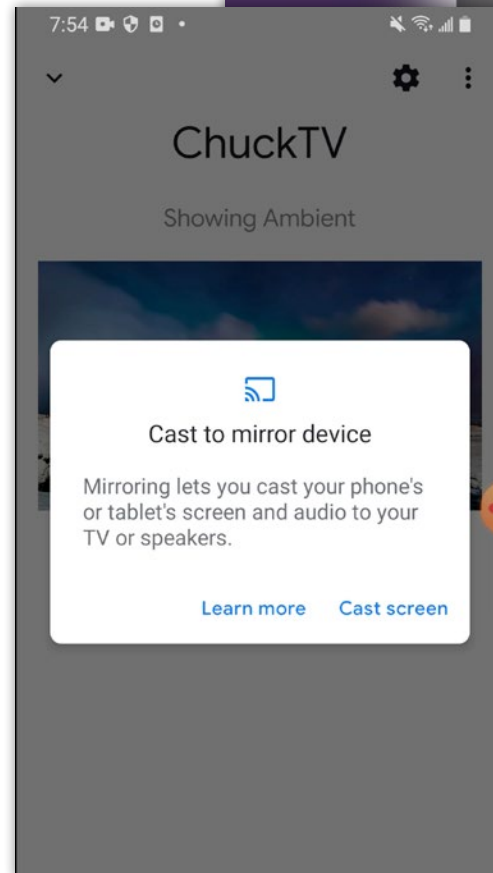 7:54
ChuckTV
Showing Ambient
Cast to mirror device
Mirroring lets you cast your phone's
or tablet's screen and audio to your
TV or speakers.
Learn more Cast screen